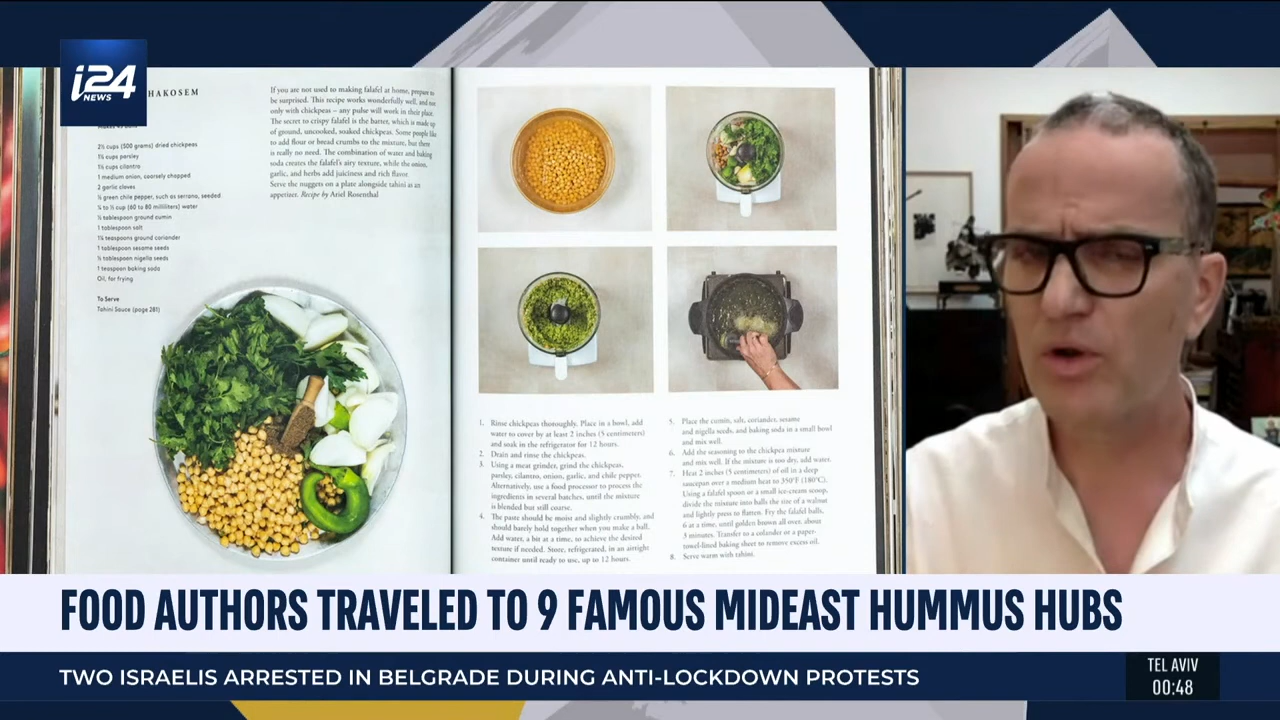 i24
NEWS
HAKOSEM
2½ cups (500 grams) dried chickpeas
1½ cups parsley
1½ cups cilantro
1 medium onion, coarsely chopped
2 garlic cloves
½ green chile pepper, such as serrano, seeded
¼ to ⅓ cup (60 to 80 milliliters) water
½ tablespoon ground cumin
1 tablespoon salt
1¼ teaspoons ground coriander
1 tablespoon sesame seeds
½ tablespoon nigella seeds
1 teaspoon baking soda
Oil, for frying
To Serve
Tahini Sauce (page 281)
If you are not used to making falafel at home, prepare to
be surprised. This recipe works wonderfully well, and not
only with chickpeas – any pulse will work in their place.
The secret to crispy falafel is the batter, which is made up
of ground, uncooked, soaked chickpeas. Some people like
to add flour or bread crumbs to the mixture, but there
is really no need. The combination of water and baking
soda creates the falafel's airy texture, while the onion,
garlic, and herbs add juiciness and rich flavor.
Serve the nuggets on a plate alongside tahini as an
appetizer. Recipe by Ariel Rosenthal
1. Rinse chickpeas thoroughly. Place in a bowl, add
water to cover by at least 2 inches (5 centimeters)
and soak in the refrigerator for 12 hours.
2. Drain and rinse the chickpeas.
3. Using a meat grinder, grind the chickpeas,
parsley, cilantro, onion, garlic, and chile pepper.
Alternatively, use a food processor to process the
ingredients in several batches, until the mixture
is blended but still coarse.
4. The paste should be moist and slightly crumbly, and
should barely hold together when you make a ball.
Add water, a bit at a time, to achieve the desired
texture if needed. Store, refrigerated, in an airtight
container until ready to use, up to 12 hours.
5. Place the cumin, salt, coriander, sesame
and nigella seeds, and baking soda in a small bowl
and mix well.
6. Add the seasoning to the chickpea mixture
and mix well. If the mixture is too dry, add water.
7. Heat 2 inches (5 centimeters) of oil in a deep
saucepan over a medium heat to 350°F (180°C).
Using a falafel spoon or a small ice-cream scoop,
divide the mixture into balls the size of a walnut
and lightly press to flatten. Fry the falafel balls,
6 at a time, until golden brown all over, about
3 minutes. Transfer to a colander or a paper-
towel-lined baking sheet to remove excess oil.
8. Serve warm with tahini.
FOOD AUTHORS TRAVELED TO 9 FAMOUS MIDEAST HUMMUS HUBS
TWO ISRAELIS ARRESTED IN BELGRADE DURING ANTI-LOCKDOWN PROTESTS
TEL AVIV
00:48